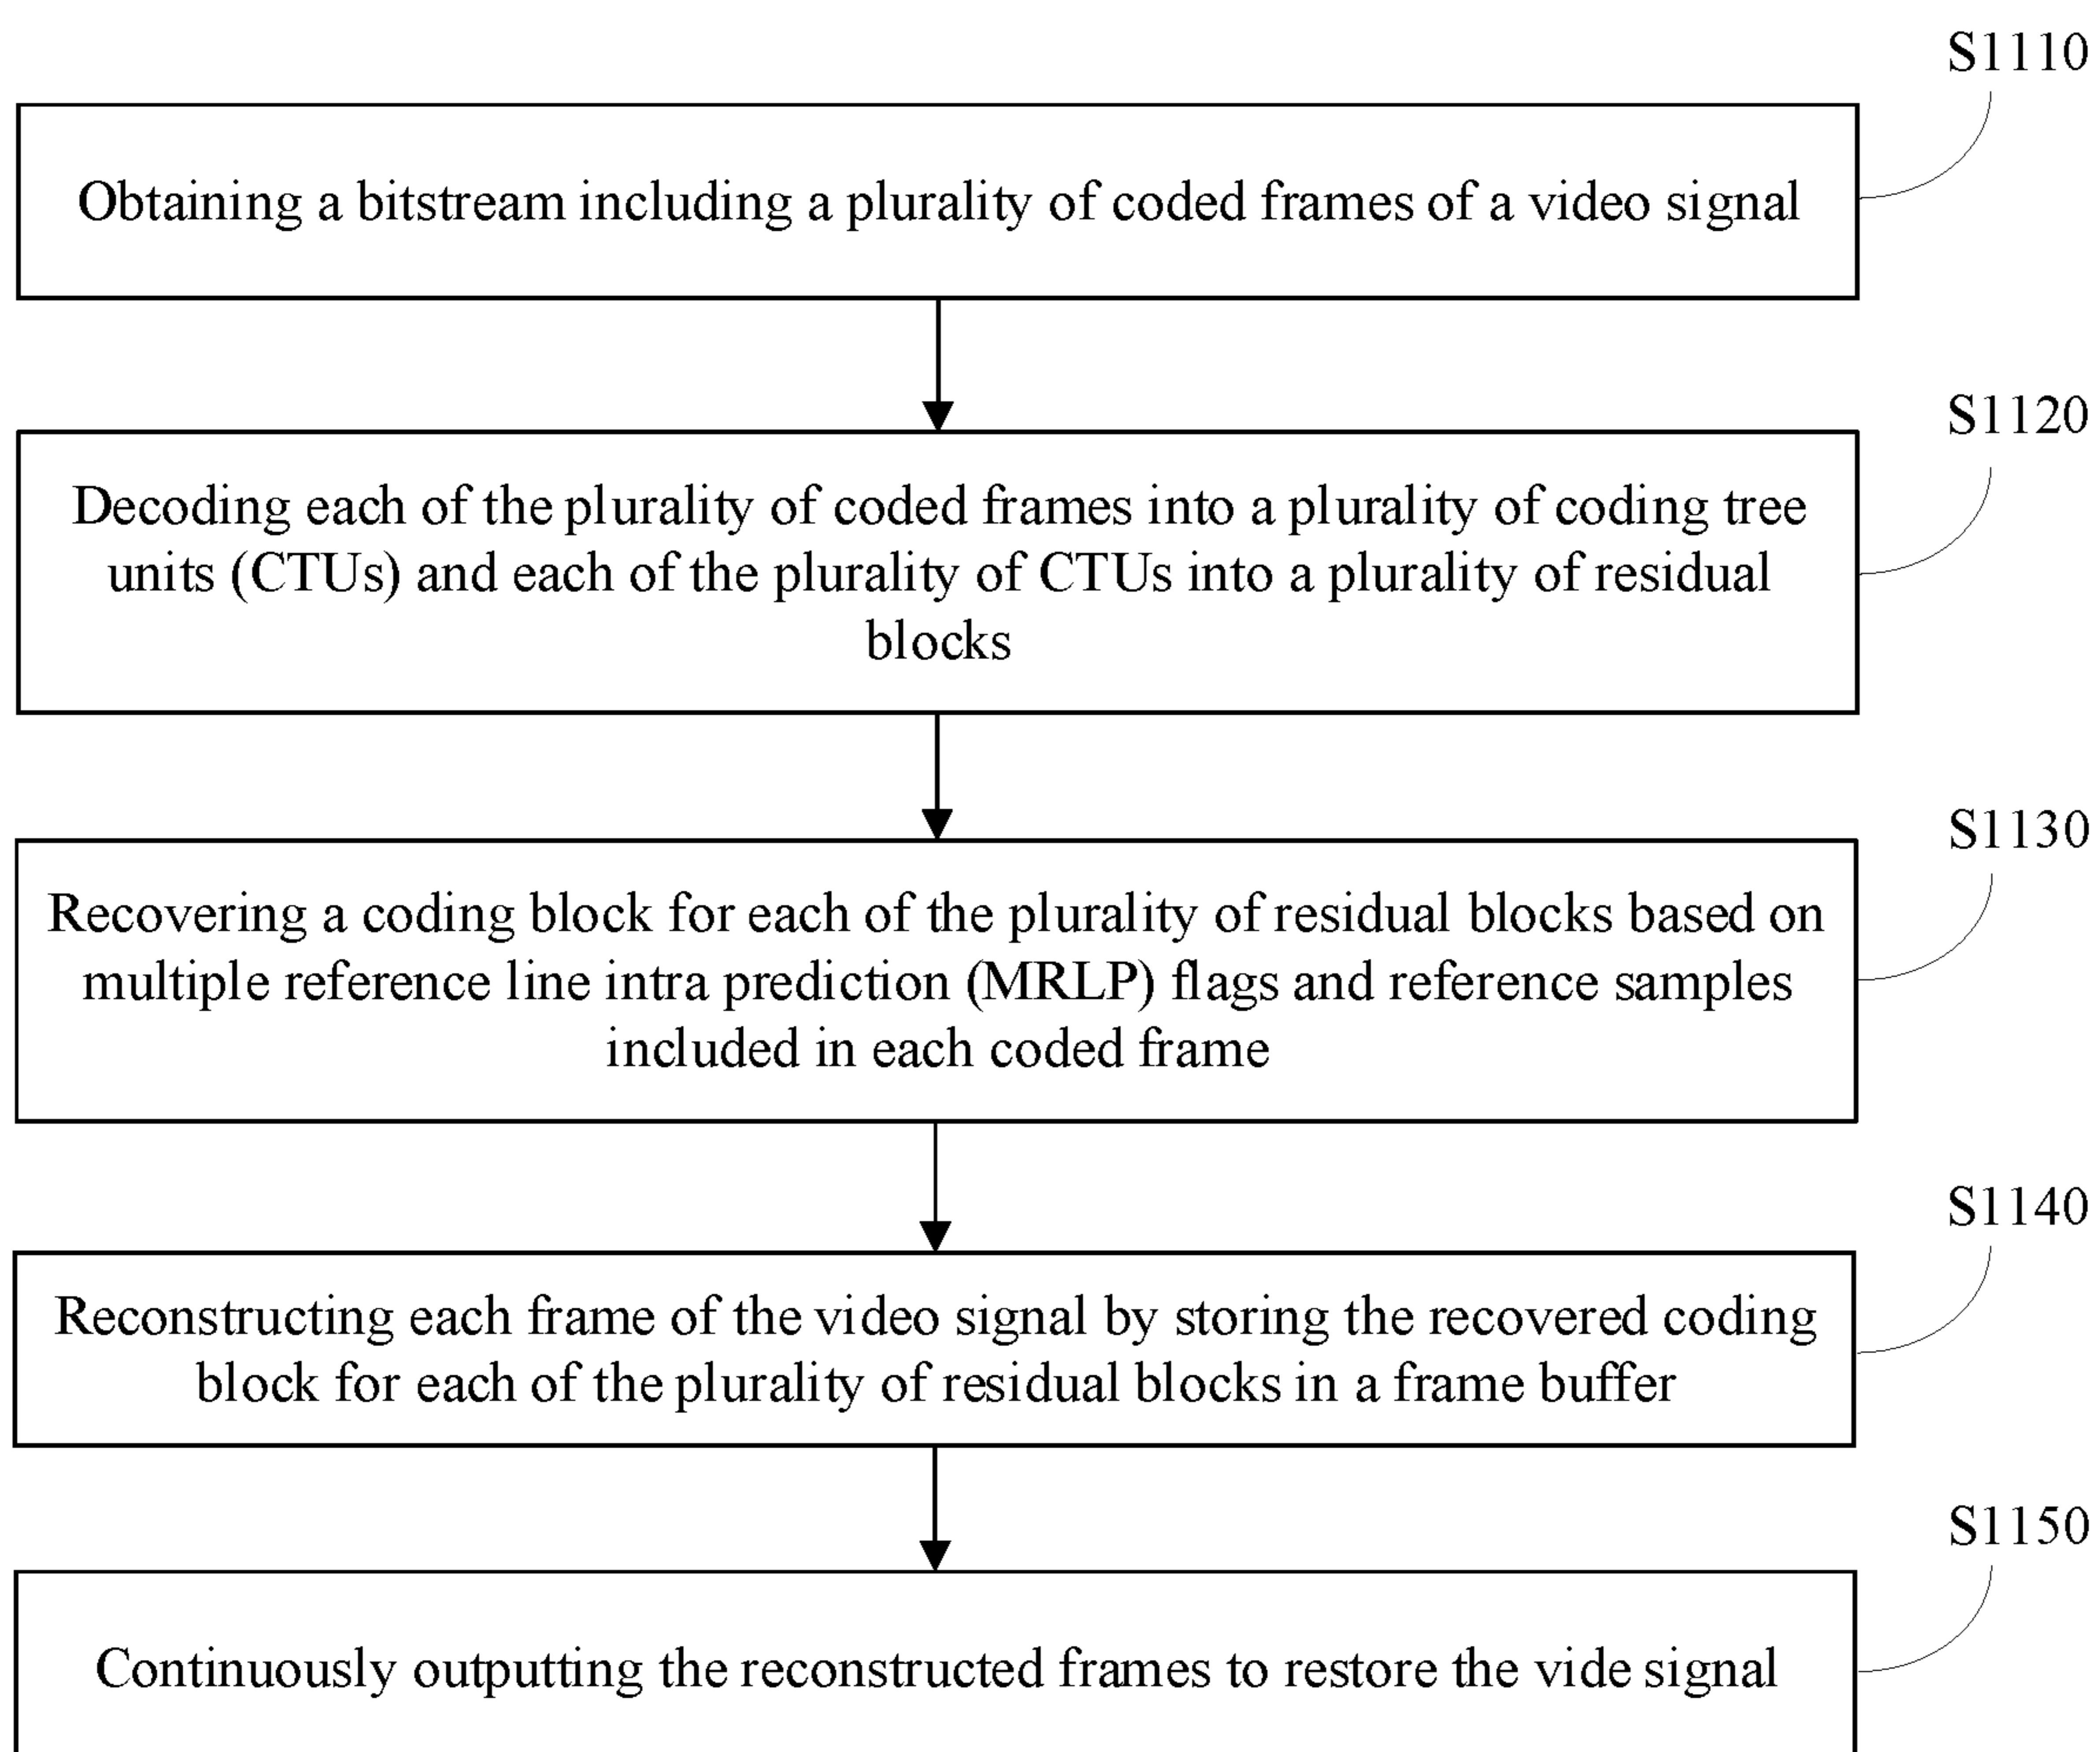 S1110
Obtaining a bitstream including a plurality of coded frames of a video signal
S1120
Decoding each of the plurality of coded frames into a plurality of coding tree
units (CTUs) and each of the plurality of CTUs into a plurality of residual
blocks
S1130
Recovering a coding block for each of the plurality of residual blocks based on
multiple reference line intra prediction (MRLP) flags and reference samples
included in each coded frame
S1140
Reconstructing each frame of the video signal by storing the recovered coding
block for each of the plurality of residual blocks in a frame buffer
S1150
Continuously outputting the reconstructed frames to restore the vide signal